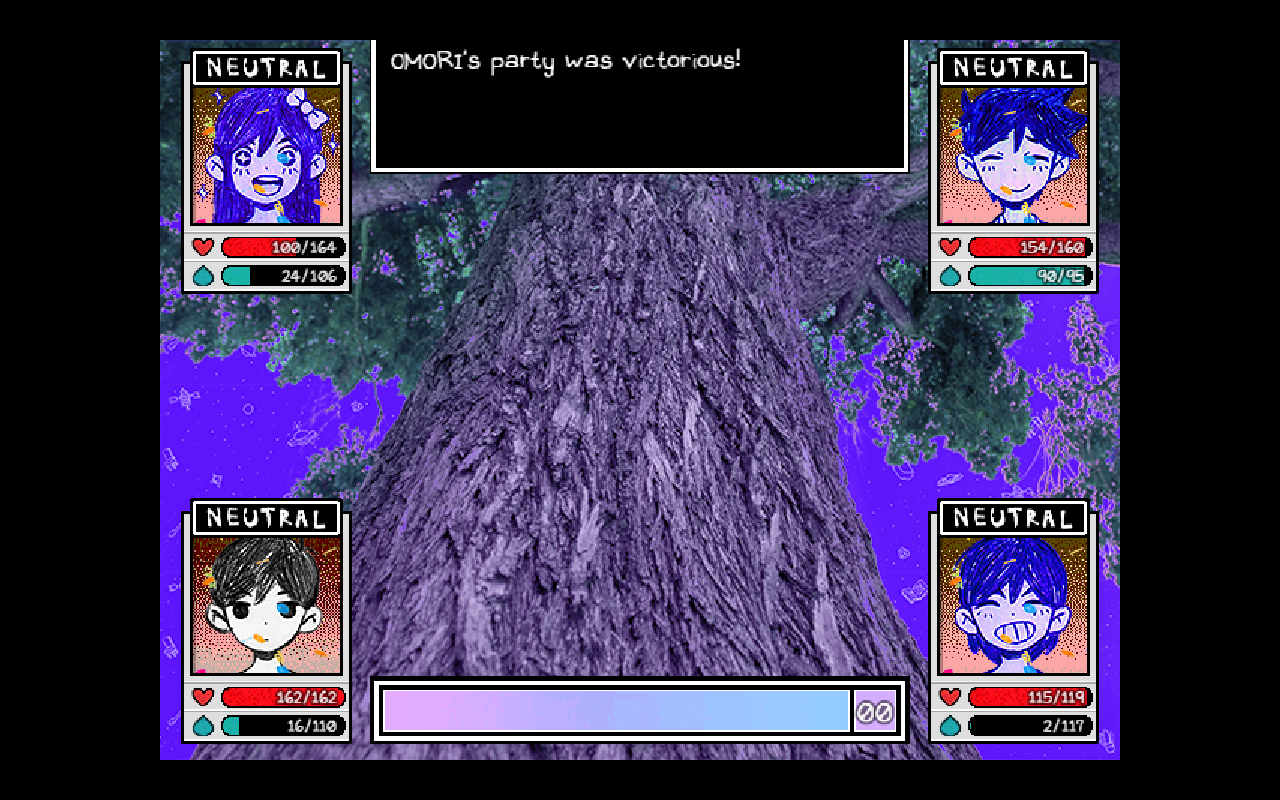 NEUTRAL
OMORI's party was victorious!
NEUTRAL
100/164
24/106
154/160
90/95
NEUTRAL
NEUTRAL
162/162
16/110
00
115/119
2/117